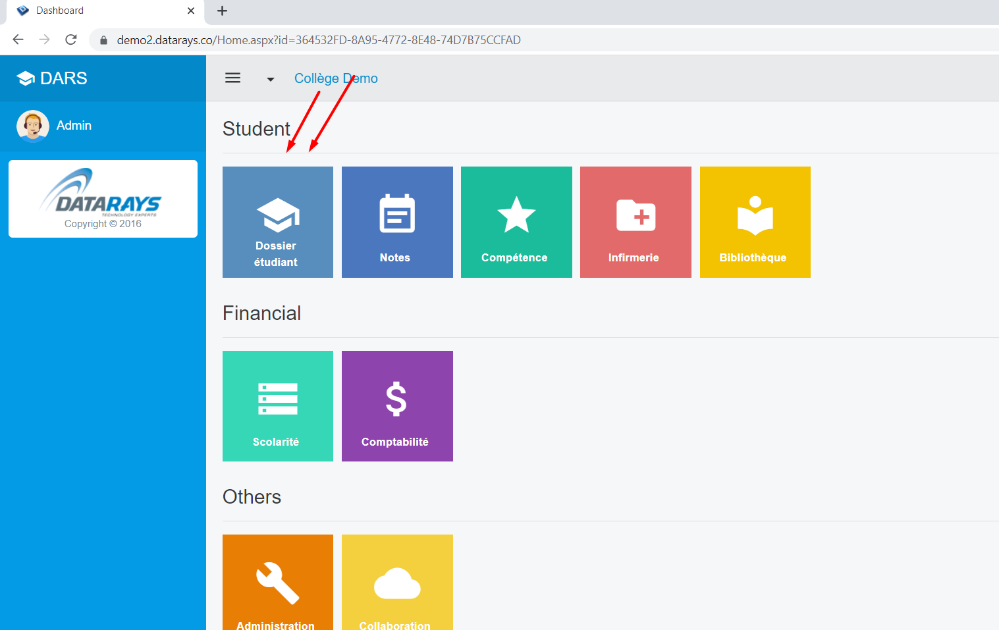 Dashboard
demo2.datarays.co/Home.aspx?id=364532FD-8A95-4772-8E48-74D7B75CCFAD
DARS
Collège Demo
Admin
DATARAYS
TECHNOLOGY EXPERTS
Copyright © 2016
Student
Dossier
étudiant
Notes
Compétence
Infirmerie
Bibliothèque
Financial
Scolarité
Comptabilité
Others
Administration
Collaboration